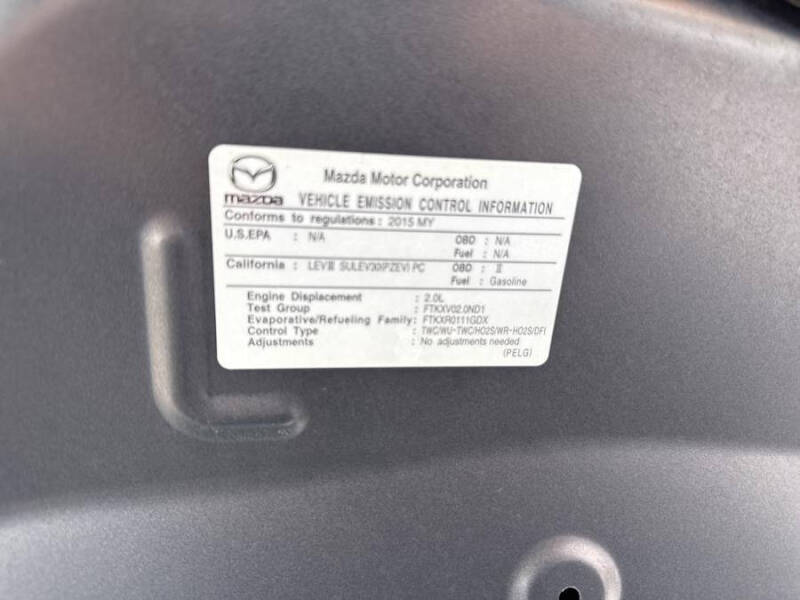 Mazda Motor Corporation
mazda VEHICLE EMISSION CONTROL INFORMATION
Conforms to regulations : 2015 MY
U.S.EPA : N/A OBD : N/A
Fuel : N/A
California : LEVⅢ SULEV30(PZEV) PC OBD : Ⅱ
Fuel : Gasoline
Engine Displacement : 2.0L
Test Group : FTKXV02.0ND1
Evaporative/Refueling Family: FTKXR0111GDX
Control Type : TWC/WU-TWC/HO2S/WR-HO2S/DFI
Adjustments : No adjustments needed
(PELG)